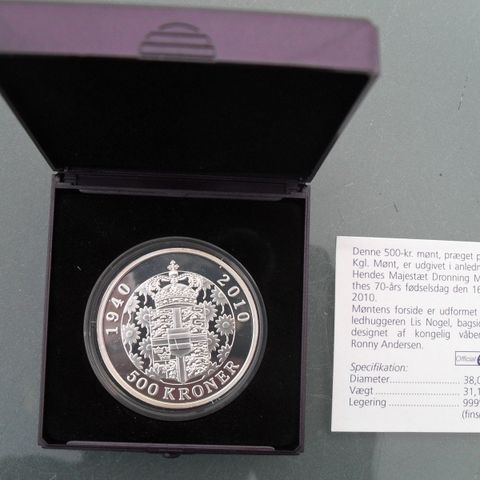 1940 2010
500 KRONER
Denne 500-kr. mønt, præget p
Kgl. Mønt, er udgivet i anledn
Hendes Majestæt Dronning M
thes 70-års fødselsdag den 16
2010.
Møntens forside er udformet
ledhuggeren Lis Nogel, bagsid
designet af kongelig våbe
Ronny Andersen.
Official
Specifikation:
Diameter.................. 38,0
Vægt ...................... 31,1
Legering .................. 999
(fins